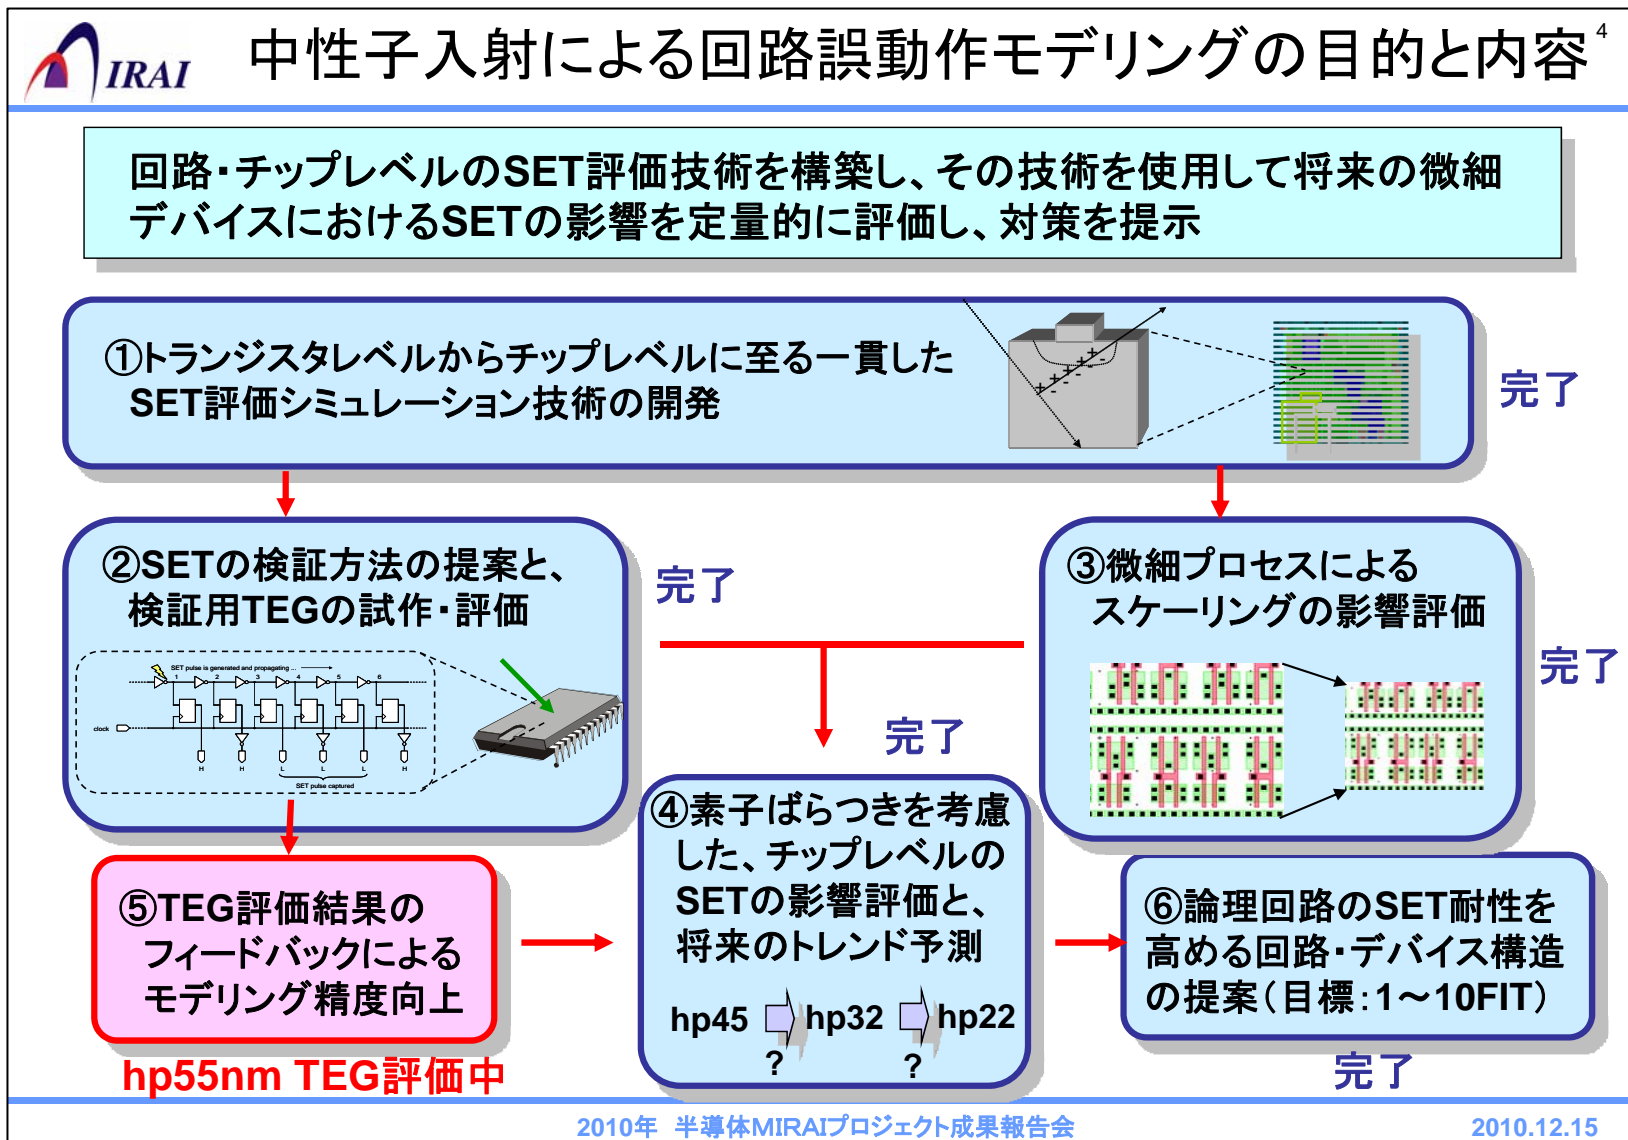 IRAI
中性子入射による回路誤動作モデリングの目的と内容
4
回路・チップレベルのSET評価技術を構築し、その技術を使用して将来の微細
デバイスにおけるSETの影響を定量的に評価し、対策を提示
①トランジスタレベルからチップレベルに至る一貫した
SET評価シミュレーション技術の開発
完了
②SETの検証方法の提案と、
検証用TEGの試作・評価
完了
SET pulse is generated and propagating ...
1 2 3 4 5 6
clock
H H L L L H
SET pulse captured
③微細プロセスによる
スケーリングの影響評価
完了
完了
④素子ばらつきを考慮
した、チップレベルの
SETの影響評価と、
将来のトレンド予測
hp45 hp32 hp22
? ?
⑤TEG評価結果の
フィードバックによる
モデリング精度向上
hp55nm TEG評価中
⑥論理回路のSET耐性を
高める回路・デバイス構造
の提案（目標：1～10FIT）
完了
2010年 半導体MIRAIプロジェクト成果報告会
2010.12.15